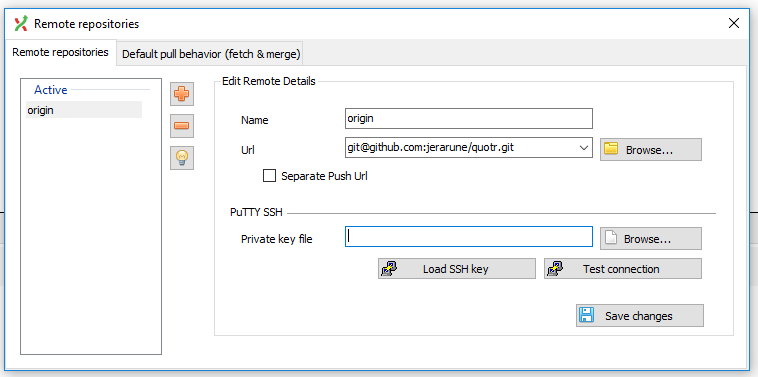 Remote repositories
Remote repositories
Default pull behavior (fetch & merge)
Active
origin
Edit Remote Details
Name
origin
Url
git@github.com:jerarune/quotr.git
Browse...
Separate Push Url
PuTTY SSH
Private key file
Browse...
Load SSH key
Test connection
Save changes